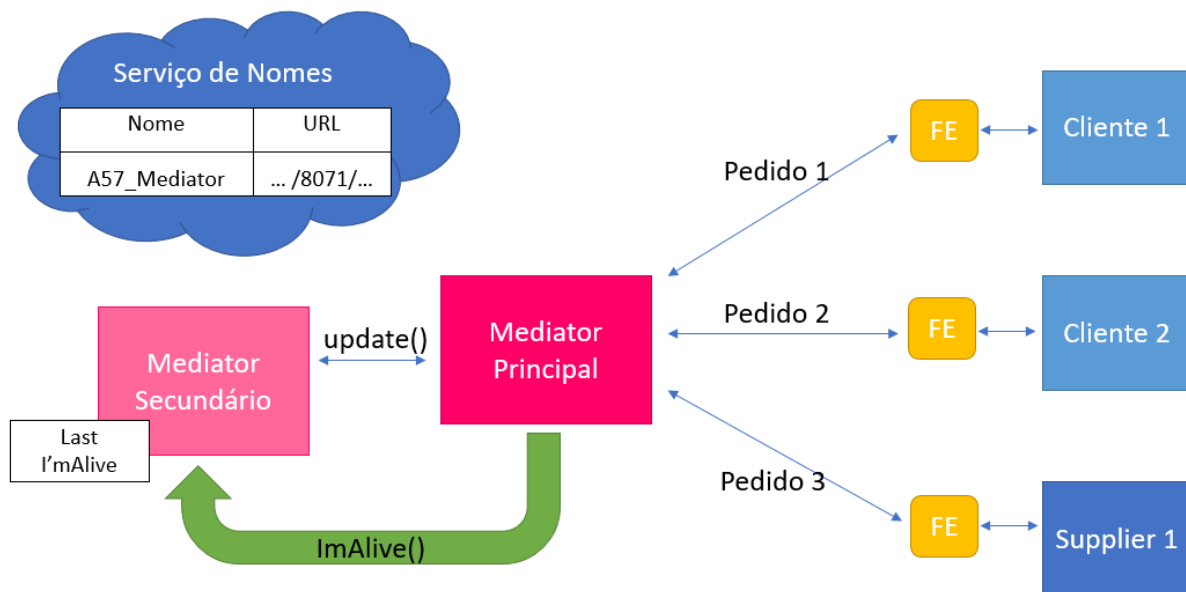 Serviço de Nomes
Nome
URL
A57_Mediator
... /8071/...
FE
Cliente 1
Pedido 1
Mediator
Principal
Pedido 2
FE
Cliente 2
update()
Mediator
Secundário
Last
I'mAlive
Pedido 3
FE
Supplier 1
ImAlive()